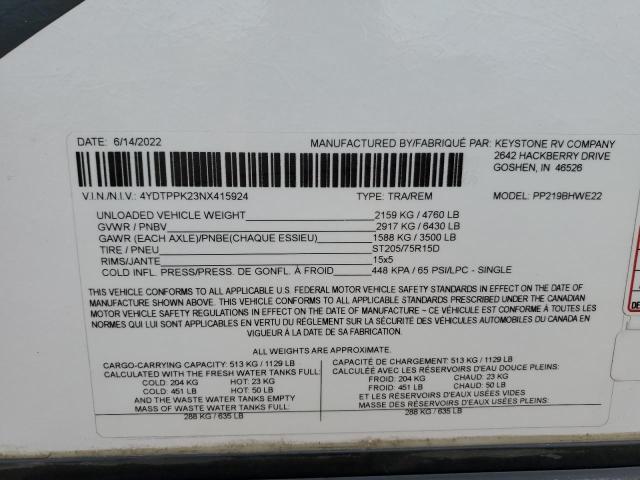 DATE: 6/14/2022 MANUFACTURED BY/FABRIQUÉ PAR: KEYSTONE RV COMPANY
2642 HACKBERRY DRIVE
GOSHEN, IN 46526
V.I.N./N.I.V.: 4YDTPPK23NX415924 TYPE: TRA/REM MODEL: PP219BHWE22
UNLOADED VEHICLE WEIGHT 2159 KG / 4760 LB
GVWR / PNBV 2917 KG / 6430 LB
GAWR (EACH AXLE)/PNBE(CHAQUE ESSIEU) 1588 KG / 3500 LB
TIRE / PNEU ST205/75R15D
RIMS/JANTE 15x5
COLD INFL. PRESS/PRESS. DE GONFL. À FROID 448 KPA / 65 PSI/LPC - SINGLE
THIS VEHICLE CONFORMS TO ALL APPLICABLE U.S. FEDERAL MOTOR VEHICLE SAFETY STANDARDS IN EFFECT ON THE DATE OF
MANUFACTURE SHOWN ABOVE. THIS VEHICLE CONFORMS TO ALL APPLICABLE STANDARDS PRESCRIBED UNDER THE CANADIAN
MOTOR VEHICLE SAFETY REGULATIONS IN EFFECT ON THE DATE OF MANUFACTURE – CE VÉHICULE EST CONFORME À TOUTES LES
NORMES QUI LUI SONT APPLICABLES EN VERTU DU RÈGLEMENT SUR LA SÉCURITÉ DES VÉHICULES AUTOMOBILES DU CANADA EN
VIGUEUR À LA DATE DE SA FABRICATION.
ALL WEIGHTS ARE APPROXIMATE.
CARGO-CARRYING CAPACITY: 513 KG / 1129 LB
CALCULATED WITH THE FRESH WATER TANKS FULL:
COLD: 204 KG HOT: 23 KG
COLD: 451 LB HOT: 50 LB
AND THE WASTE WATER TANKS EMPTY
MASS OF WASTE WATER TANKS FULL:
288 KG / 635 LB
CAPACITÉ DE CHARGEMENT: 513 KG / 1129 LB
CALCULÉE AVEC LES RÉSERVOIRS D'EAU DOUCE PLEINS:
FROID: 204 KG CHAUD: 23 KG
FROID: 451 LB CHAUD: 50 LB
ET LES RÉSERVOIRS D'EAUX USÉES VIDES
MASSE DES RÉSERVOIRS D'EAUX USÉES PLEINS:
288 KG / 635 LB